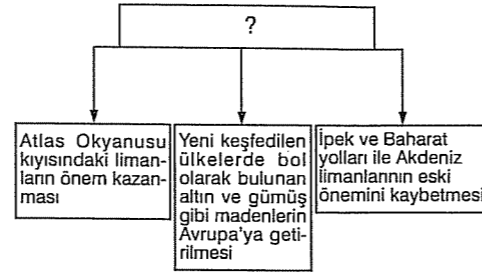 ?
Atlas Okyanusu
kıyısındaki liman-
ların önem kazan-
ması
Yeni keşfedilen
ülkelerde bol
olarak bulunan
altın ve gümüş
gibi madenlerin
Avrupa'ya geti-
rilmesi
İpek ve Baharat
yolları ile Akdeniz
limanlarının eski
önemini kaybetmesi